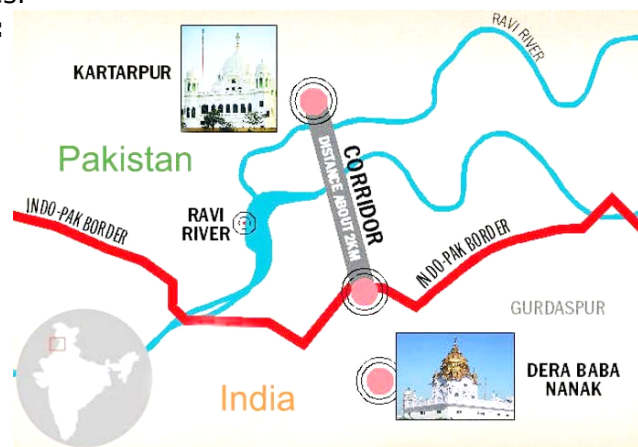 RAVI RIVER
KARTARPUR
Pakistan
CORRIDOR
DISTANCE ABOUT 2KM
INDO-PAK BORDER
RAVI
RIVER
INDO-PAK BORDER
GURDASPUR
India
DERA BABA
NANAK